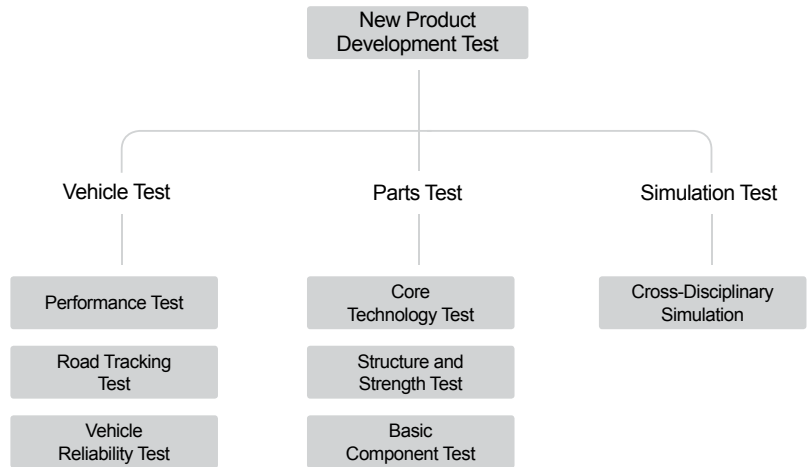 New Product
Development Test
Vehicle Test
Parts Test
Simulation Test
Performance Test
Core
Technology Test
Cross-Disciplinary
Simulation
Road Tracking
Test
Structure and
Strength Test
Vehicle
Reliability Test
Basic
Component Test